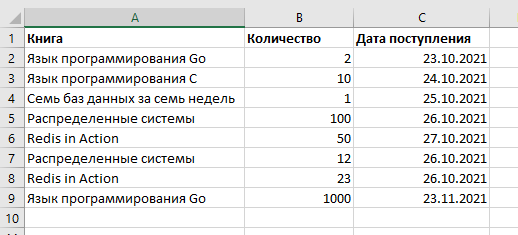 A B C
1 Книга Количество Дата поступления
2 Язык программирования Go 2 23.10.2021
3 Язык программирования C 10 24.10.2021
4 Семь баз данных за семь недель 1 25.10.2021
5 Распределенные системы 100 26.10.2021
6 Redis in Action 50 27.10.2021
7 Распределенные системы 12 26.10.2021
8 Redis in Action 23 26.10.2021
9 Язык программирования Go 1000 23.11.2021
10